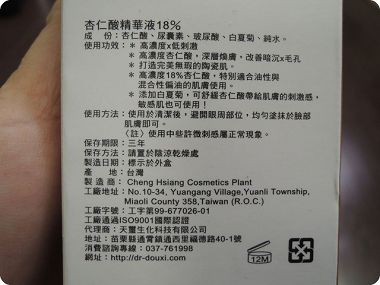 杏仁酸精華液18%
成　份：杏仁酸、尿囊素、玻尿酸、白夏菊、純水。
使用功效：＊高濃度x低刺激
＊高濃度杏仁酸，深層煥膚，改善暗沉x毛孔
＊打造完美無瑕的陶瓷肌。
＊高濃度18%杏仁酸，特別適合油性與
混合性偏油的肌膚使用。
＊添加白夏菊，可舒緩杏仁酸帶給肌膚的刺激感，
敏感肌也可使用！
使用方法：使用於清潔後，避開眼周部位，均勻塗抹於臉部
肌膚即可。
〈註〉使用中些許微刺感屬正常現象。
保存期限：三年
保存方法：請置於陰涼乾燥處
製造日期：標示於外盒
產　地：台灣
製造商：Cheng Hsiang Cosmetics Plant
工廠地址：No.10-34, Yuangang Village,Yuanli Township,
Miaoli County 358,Taiwan (R.O.C.)
工廠字號：工字第99-677026-01
工廠通過ISO9001國際認證
代理商：天璽生化科技有限公司
地址：苗栗縣通霄鎮通西里福德路40-1號
消費諮詢專線：037-761998
網址：http://dr-douxi.com
12M